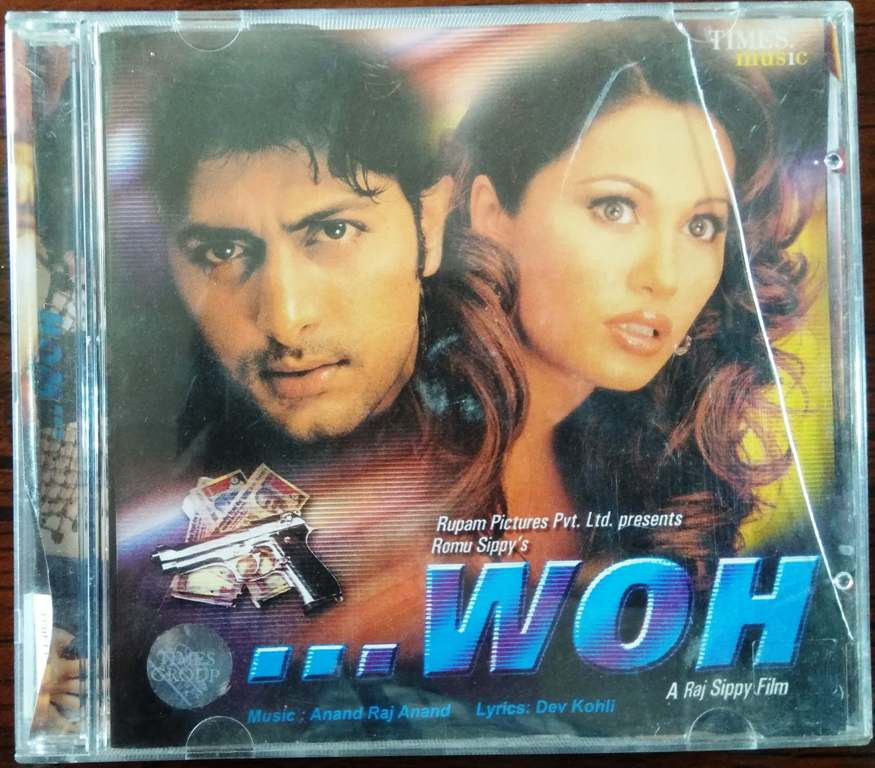 TIMES.
music
Rupam Pictures Pvt. Ltd. presents
Romu Sippy's
...WOH
A Raj Sippy Film
TIMES
GROUP
Music : Anand Raj Anand Lyrics: Dev Kohli